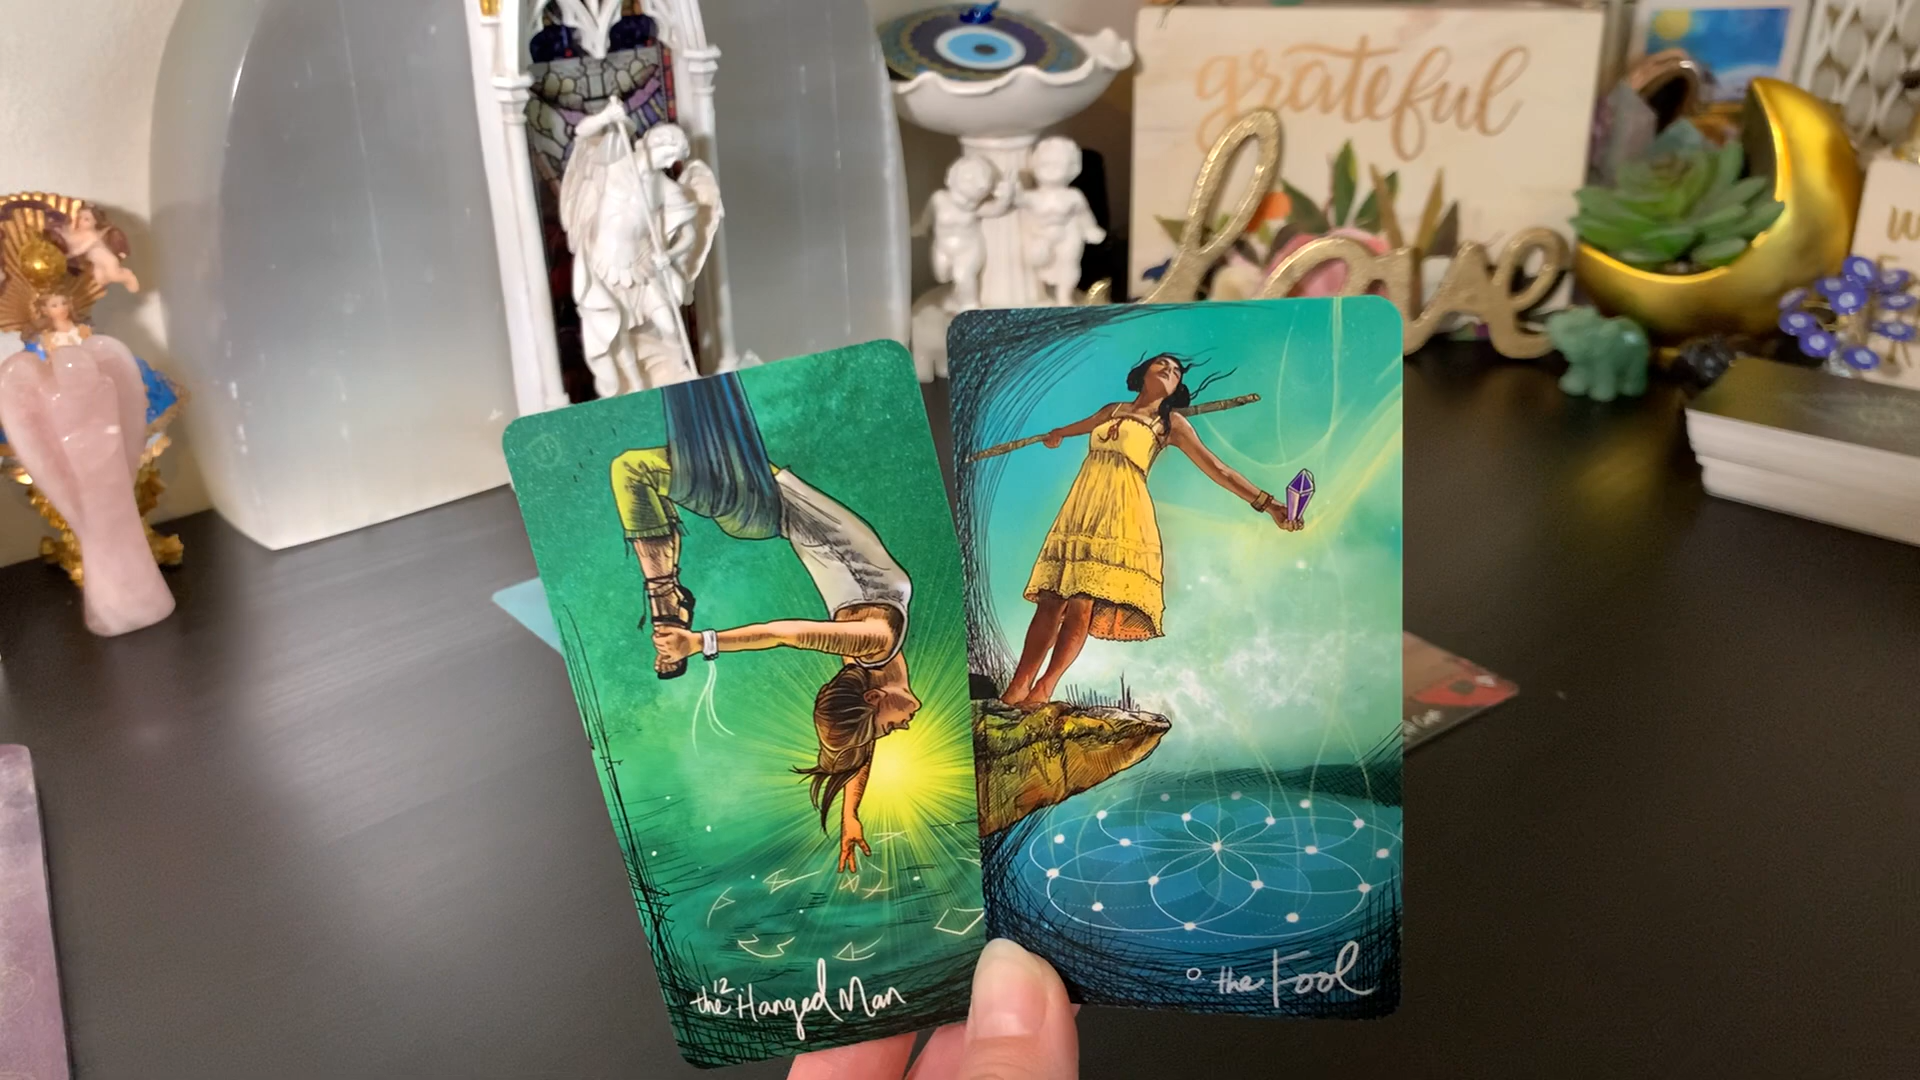 grateful
love
12
the Hanged Man
0 the Fool